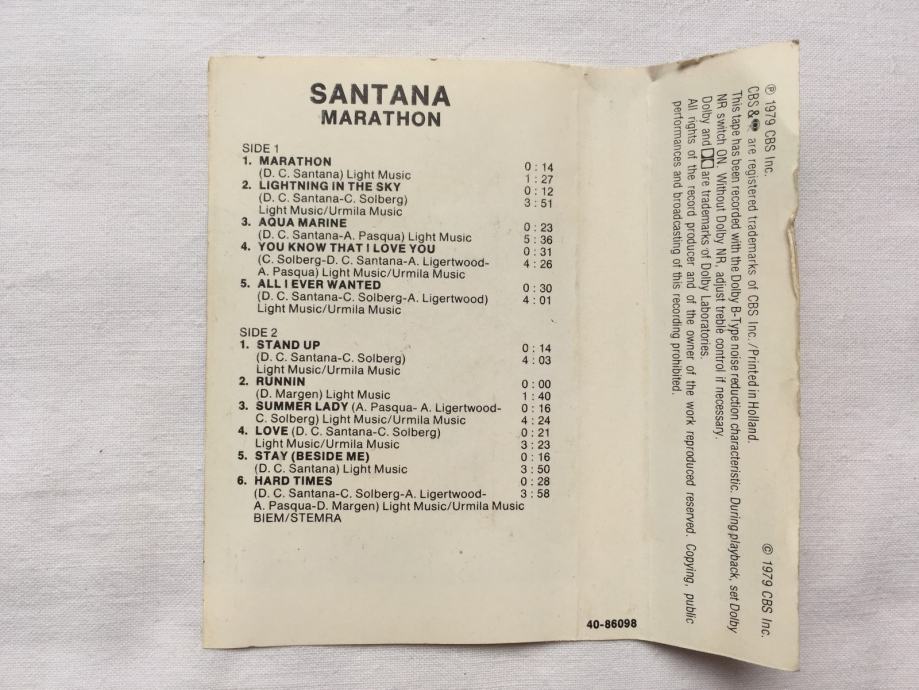 SANTANA
MARATHON
SIDE 1
1. MARATHON 0 : 14
(D. C. Santana) Light Music 1 : 27
2. LIGHTNING IN THE SKY 0 : 12
(D. C. Santana-C. Solberg) 3 : 51
Light Music/Urmila Music
3. AQUA MARINE 0 : 23
(D. C. Santana-A. Pasqua) Light Music 5 : 36
4. YOU KNOW THAT I LOVE YOU 0 : 31
(C. Solberg-D. C. Santana-A. Ligertwood- 4 : 26
A. Pasqua) Light Music/Urmila Music
5. ALL I EVER WANTED 0 : 30
(D. C. Santana-C. Solberg-A. Ligertwood) 4 : 01
Light Music/Urmila Music
SIDE 2
1. STAND UP 0 : 14
(D. C. Santana-C. Solberg) 4 : 03
Light Music/Urmila Music
2. RUNNIN 0 : 00
(D. Margen) Light Music 1 : 40
3. SUMMER LADY (A. Pasqua- A. Ligertwood- 0 : 16
C. Solberg) Light Music/Urmila Music 4 : 24
4. LOVE (D. C. Santana-C. Solberg) 0 : 21
Light Music/Urmila Music 3 : 23
5. STAY (BESIDE ME) 0 : 16
(D. C. Santana) Light Music 3 : 50
6. HARD TIMES 0 : 28
(D. C. Santana-C. Solberg-A. Ligertwood- 3 : 58
A. Pasqua-D. Margen) Light Music/Urmila Music
BIEM/STEMRA
40-86098
℗ 1979 CBS Inc. © 1979 CBS Inc.
CBS & are registered trademarks of CBS Inc. /Printed in Holland.
This tape has been recorded with the Dolby B-Type noise reduction characteristic. During playback, set Dolby
NR switch ON. Without Dolby NR, adjust treble control if necessary.
Dolby and are trademarks of Dolby Laboratories.
All rights of the record producer and of the owner of the work reproduced reserved. Copying, public
performances and broadcasting of this recording prohibited.